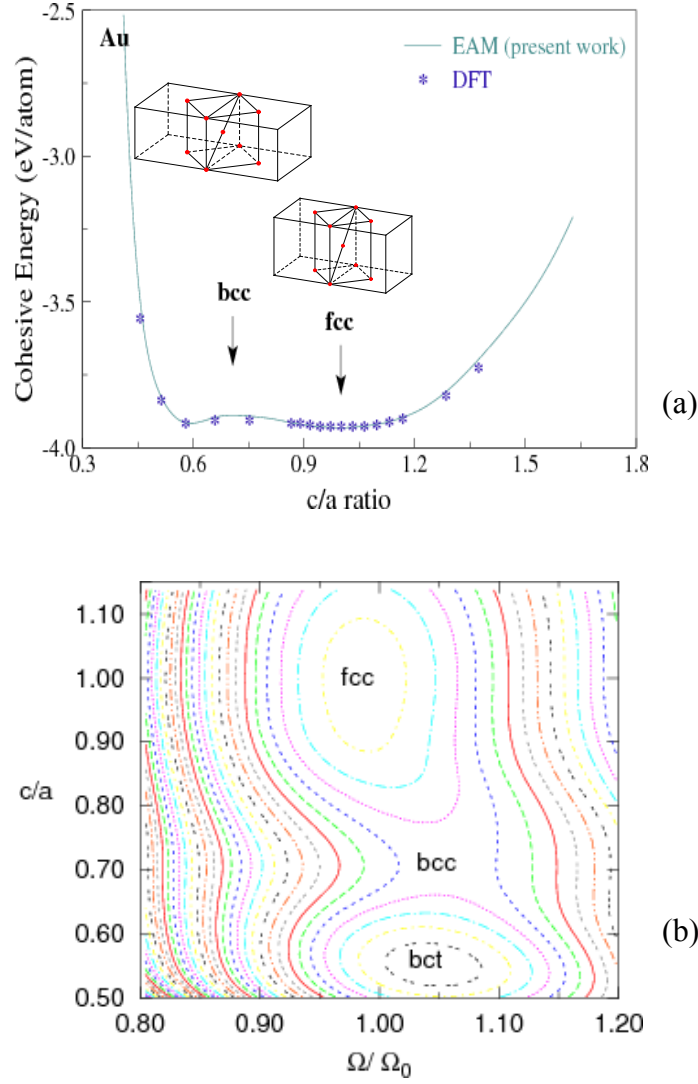 -2.5
Au
EAM (present work)
DFT
-3.0
-3.5
-4.0
Cohesive Energy (eV/atom)
bcc
fcc
(a)
0.3 0.6 0.9 1.2 1.5 1.8
c/a ratio
1.10
1.00
0.90
0.80
0.70
0.60
0.50
c/a
fcc
bcc
bct
(b)
0.80 0.90 1.00 1.10 1.20
Ω/ Ω₀